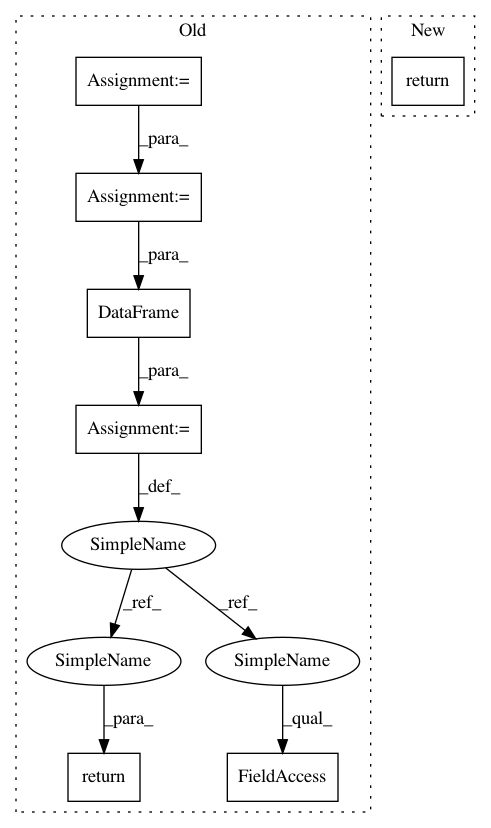 Old
New
Assignment:=
return
_para_
Assignment:=
_para_
DataFrame
_para_
Assignment:=
_def_
SimpleName
_ref_
_ref_
SimpleName
SimpleName
_para_
_qual_
return
FieldAccess